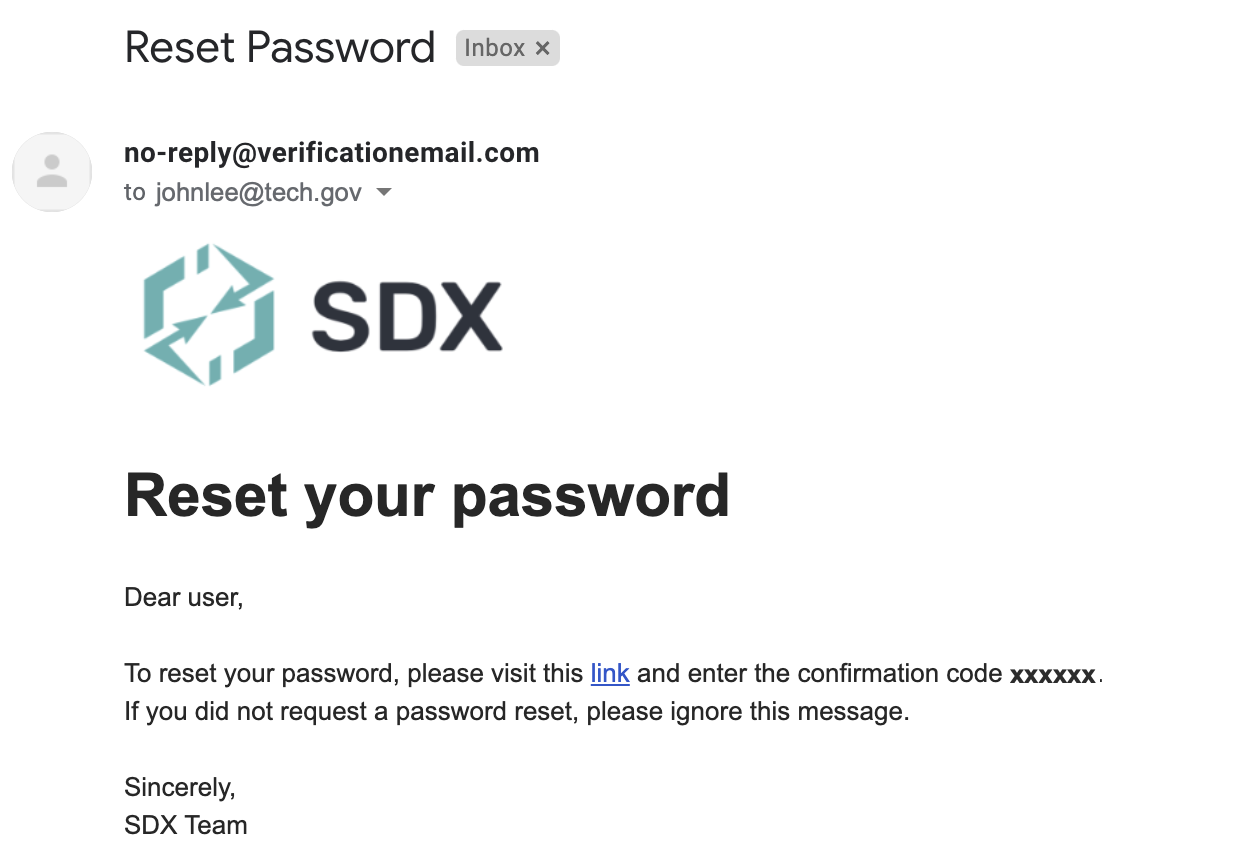 Reset Password Inbox ×
no-reply@verificationemail.com
to johnlee@tech.gov
SDX
Reset your password
Dear user,
To reset your password, please visit this link and enter the confirmation code xxxxxx.
If you did not request a password reset, please ignore this message.
Sincerely,
SDX Team